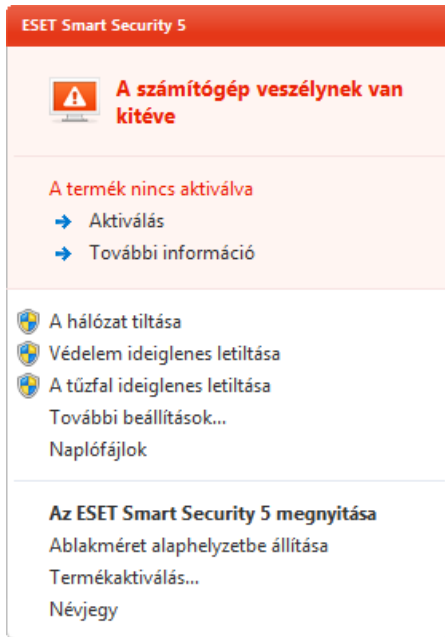 ESET Smart Security 5
A számítógép veszélynek van
kitéve
A termék nincs aktiválva
Aktiválás
További információ
A hálózat tiltása
Védelem ideiglenes letiltása
A tűzfal ideiglenes letiltása
További beállítások...
Naplófájlok
Az ESET Smart Security 5 megnyitása
Ablakméret alaphelyzetbe állítása
Termékaktiválás...
Névjegy